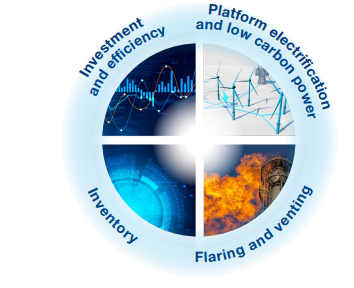 Investment
and efficiency
Platform electrification
and low carbon power
Inventory
Flaring and venting